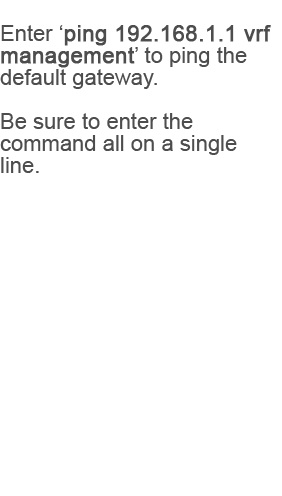 Enter ‘ping 192.168.1.1 vrf
management’ to ping the
default gateway.
Be sure to enter the
command all on a single
line.